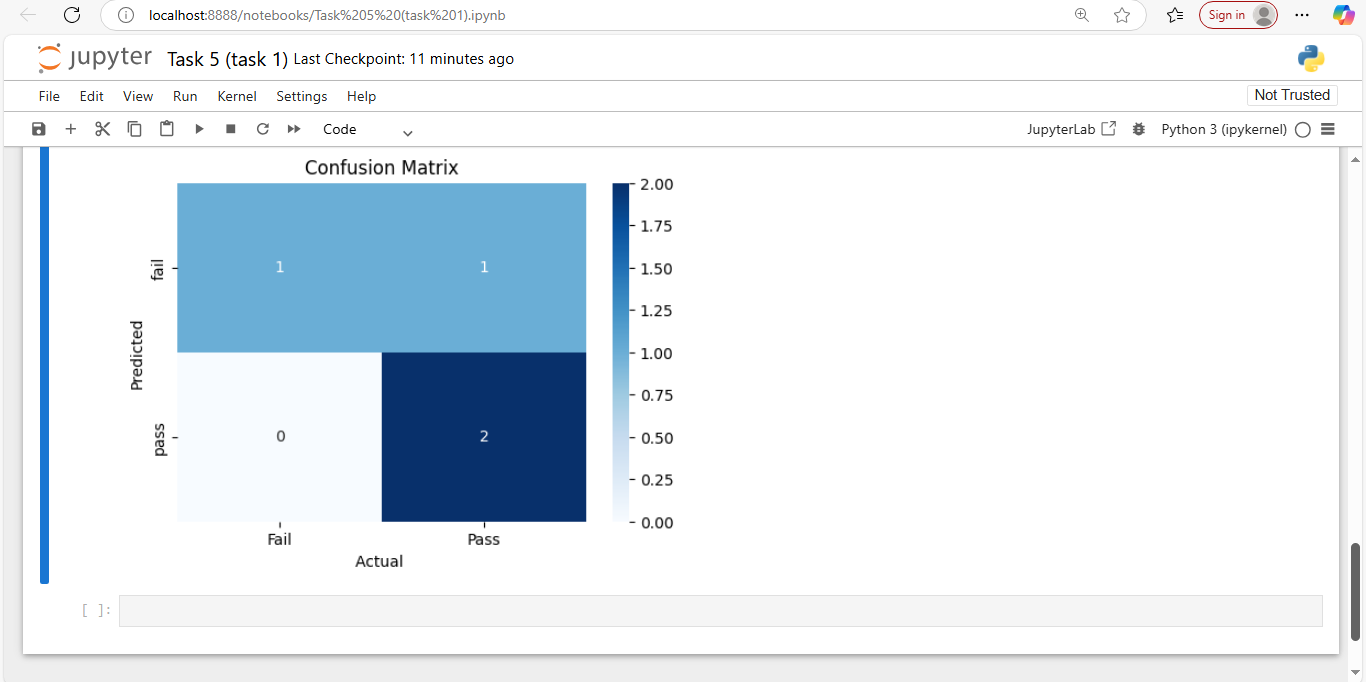 localhost:8888/notebooks/Task%205%20(task%201).ipynb
Sign in
jupyter Task 5 (task 1) Last Checkpoint: 11 minutes ago
File Edit View Run Kernel Settings Help
Not Trusted
Code
JupyterLab
Python 3 (ipykernel)
Confusion Matrix
Predicted
fail
pass
1 1
0 2
Fail Pass
Actual
2.00
1.75
1.50
1.25
1.00
0.75
0.50
0.25
0.00
[ ]: